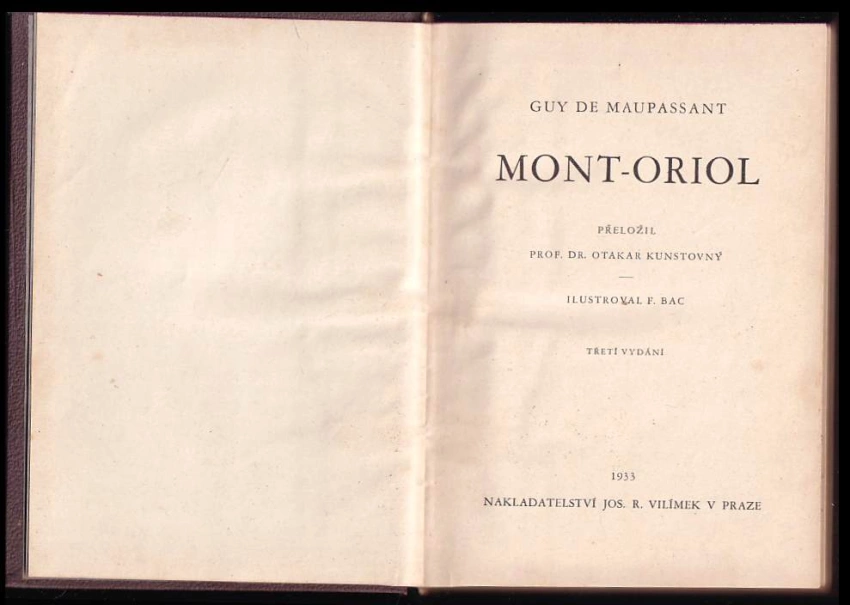 GUY DE MAUPASSANT
MONT-ORIOL
PŘELOŽIL
PROF. DR. OTAKAR KUNSTOVNÝ
ILUSTROVAL F. BAC
TŘETÍ VYDÁNÍ
1933
NAKLADATELSTVÍ JOS. R. VILÍMEK V PRAZE